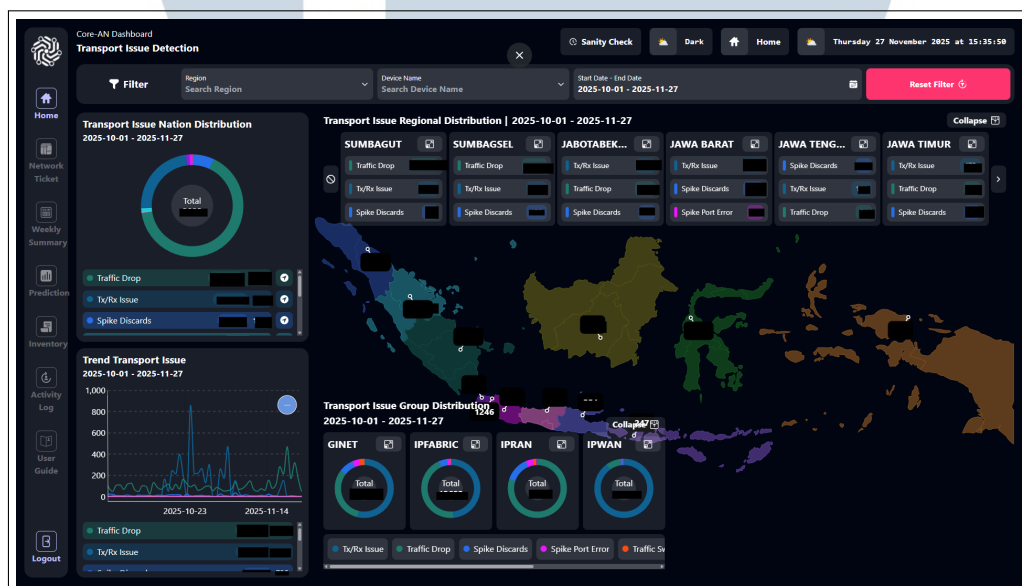 Core-AN Dashboard
Transport Issue Detection
Sanity Check
Dark
Home
Thursday 27 November 2025 at 15:35:50
Filter
Region
Search Region
Device Name
Search Device Name
Start Date - End Date
2025-10-01 - 2025-11-27
Reset Filter
Home
Network
Ticket
Weekly
Summary
Prediction
Inventory
Activity
Log
User
Guide
Logout
Transport Issue Nation Distribution
2025-10-01 - 2025-11-27
Total
Traffic Drop
Tx/Rx Issue
Spike Discards
Trend Transport Issue
2025-10-01 - 2025-11-27
1,000
800
600
400
200
0
2025-10-23
2025-11-14
Traffic Drop
Tx/Rx Issue
Transport Issue Regional Distribution | 2025-10-01 - 2025-11-27
Collapse
SUMBAGUT
Traffic Drop
Tx/Rx Issue
Spike Discards
SUMBAGSEL
Traffic Drop
Tx/Rx Issue
Spike Discards
JABOTABEK...
Tx/Rx Issue
Traffic Drop
Spike Discards
JAWA BARAT
Tx/Rx Issue
Spike Discards
Spike Port Error
JAWA TENG...
Spike Discards
Tx/Rx Issue
Traffic Drop
JAWA TIMUR
Tx/Rx Issue
Traffic Drop
Spike Discards
1246
Transport Issue Group Distribution
2025-10-01 - 2025-11-27
Collapse
GINET
Total
IPFABRIC
Total
IPRAN
Total
IPWAN
Total
Tx/Rx Issue
Traffic Drop
Spike Discards
Spike Port Error
Traffic